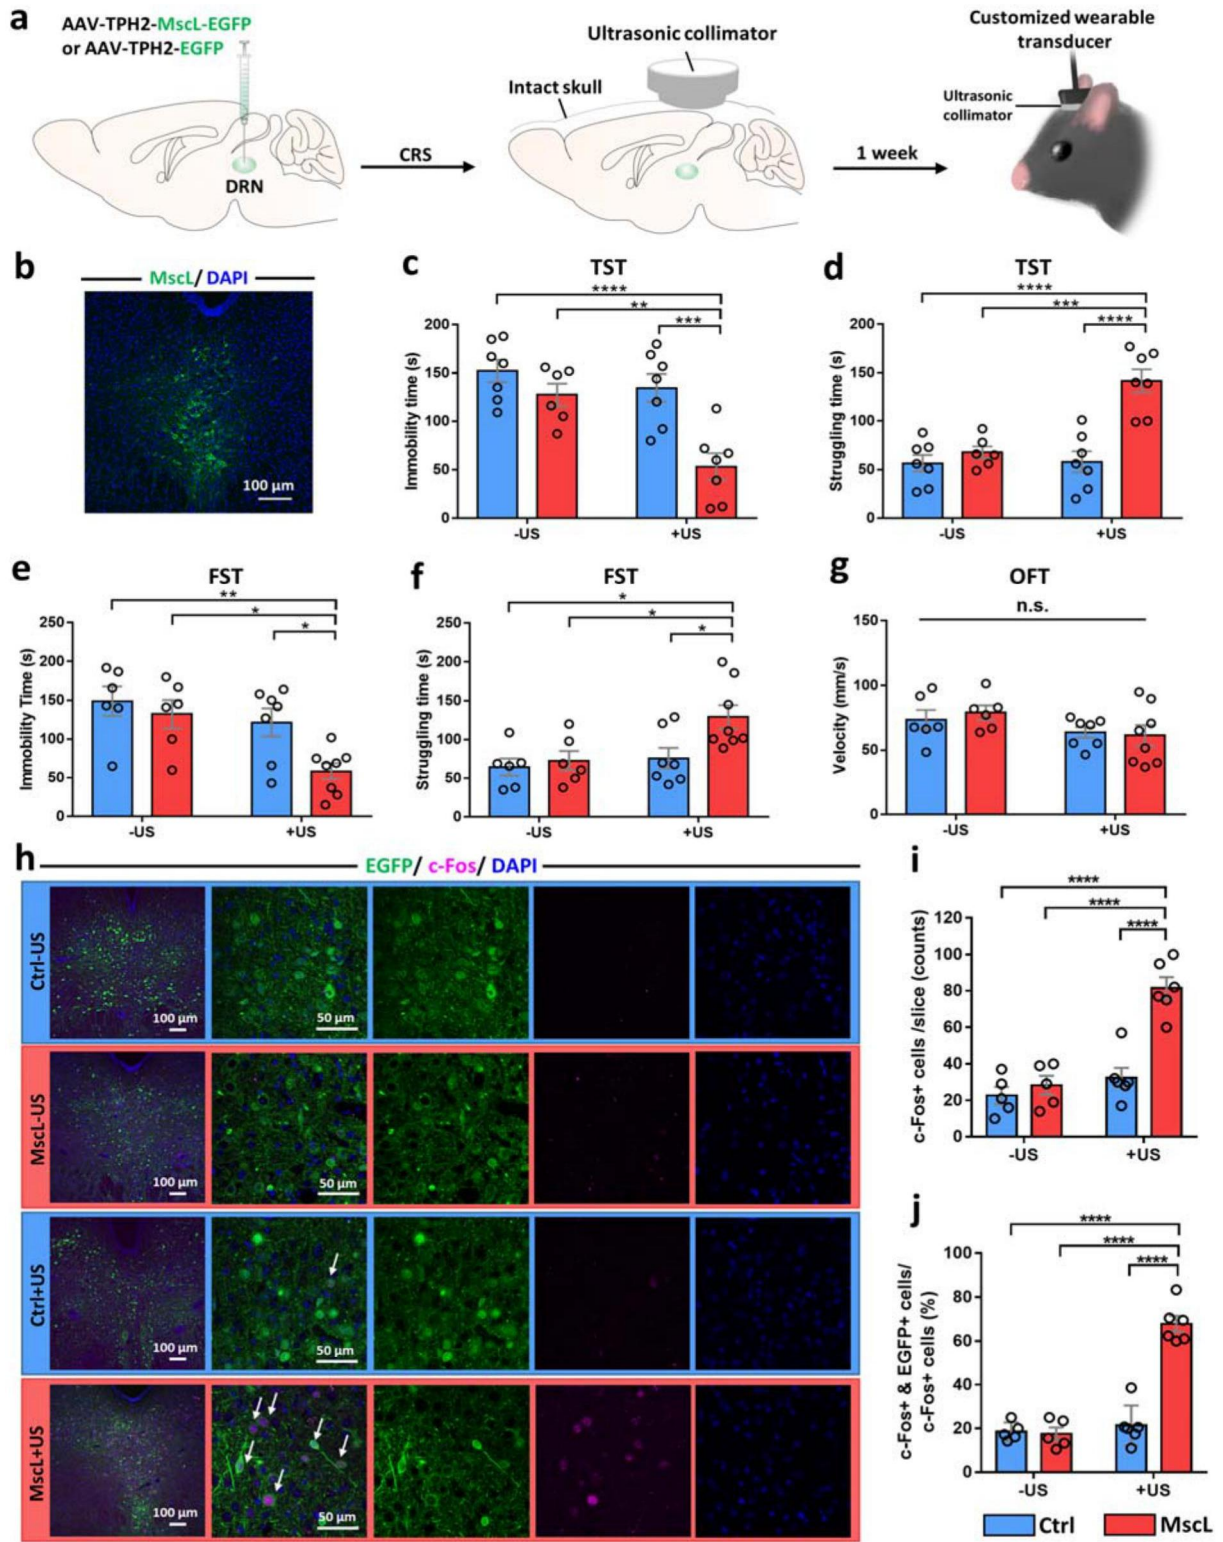 a
AAV-TPH2-MscL-EGFP
or AAV-TPH2-EGFP
DRN
CRS
Ultrasonic collimator
Intact skull
1 week
Customized wearable
transducer
Ultrasonic
collimator
b
MscL/ DAPI
100 µm
c
TST
****
**
***
Immobility time (s)
200
150
100
50
0
-US
+US
d
TST
****
***
****
Struggling time (s)
200
150
100
50
0
-US
+US
e
FST
**
*
*
Immobility Time (s)
250
200
150
100
50
0
-US
+US
f
FST
*
*
*
Struggling time (s)
250
200
150
100
50
0
-US
+US
g
OFT
n.s.
Velocity (mm/s)
150
100
50
0
-US
+US
h
EGFP/ c-Fos/ DAPI
Ctrl-US
100 µm
50 µm
MscL-US
100 µm
50 µm
Ctrl+US
100 µm
50 µm
MscL+US
100 µm
50 µm
i
****
****
****
c-Fos+ cells /slice (counts)
120
100
80
60
40
20
0
-US
+US
j
****
****
****
c-Fos+ & EGFP+ cells/
c-Fos+ cells (%)
100
80
60
40
20
0
-US
+US
Ctrl
MscL